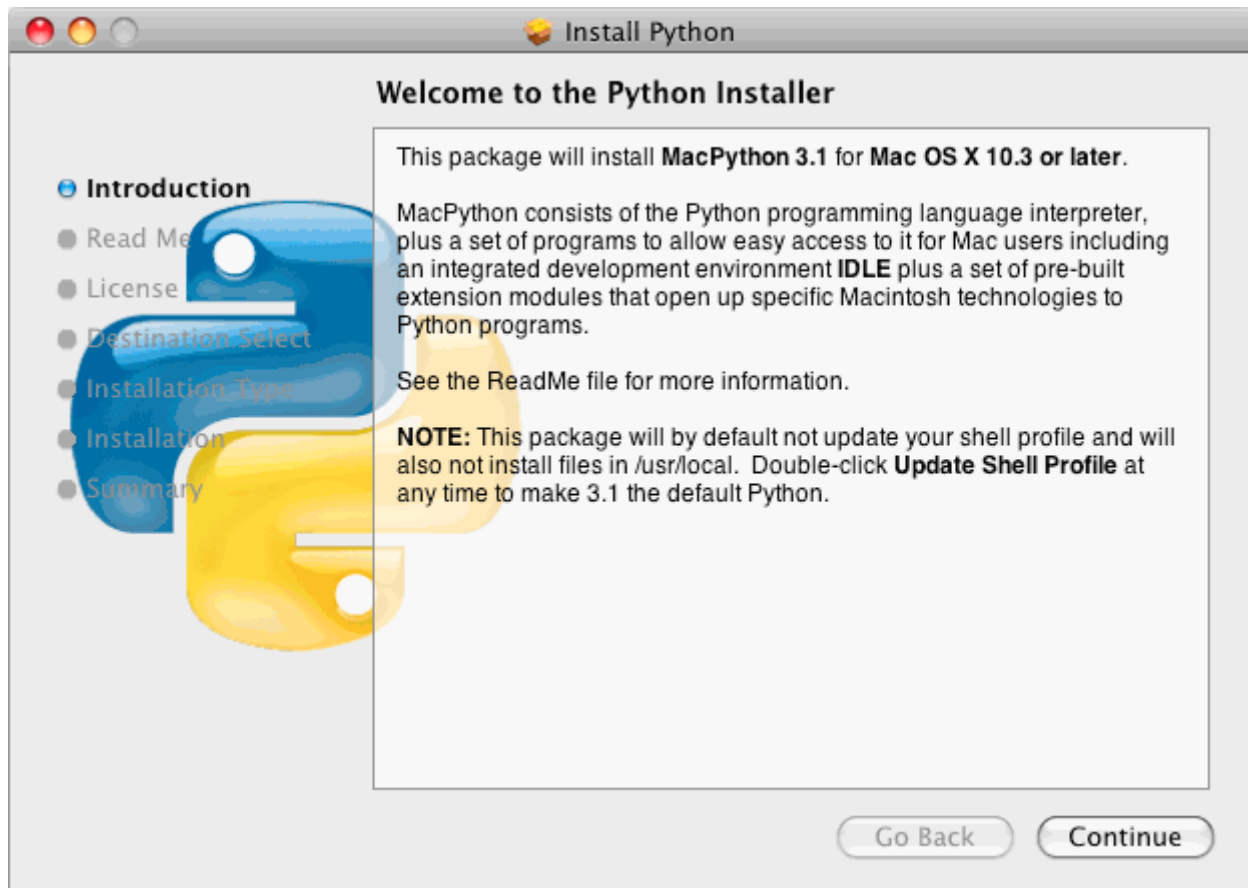 Install Python
Welcome to the Python Installer
Introduction
Read Me
License
Destination Select
Installation Type
Installation
Summary
This package will install MacPython 3.1 for Mac OS X 10.3 or later.
MacPython consists of the Python programming language interpreter,
plus a set of programs to allow easy access to it for Mac users including
an integrated development environment IDLE plus a set of pre-built
extension modules that open up specific Macintosh technologies to
Python programs.
See the ReadMe file for more information.
NOTE: This package will by default not update your shell profile and will
also not install files in /usr/local.  Double-click Update Shell Profile at
any time to make 3.1 the default Python.
Go Back
Continue